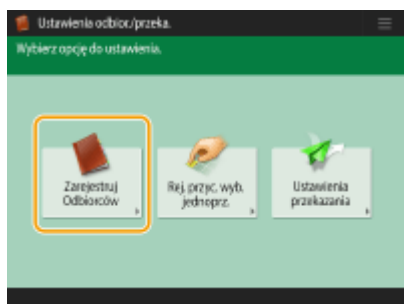 Ustawienia odbior./przeka.
Wybierz opcję do ustawienia.
Zarejestruj
Odbiorców
Rej. przyc. wyb.
jednoprz.
Ustawienia
przekazania